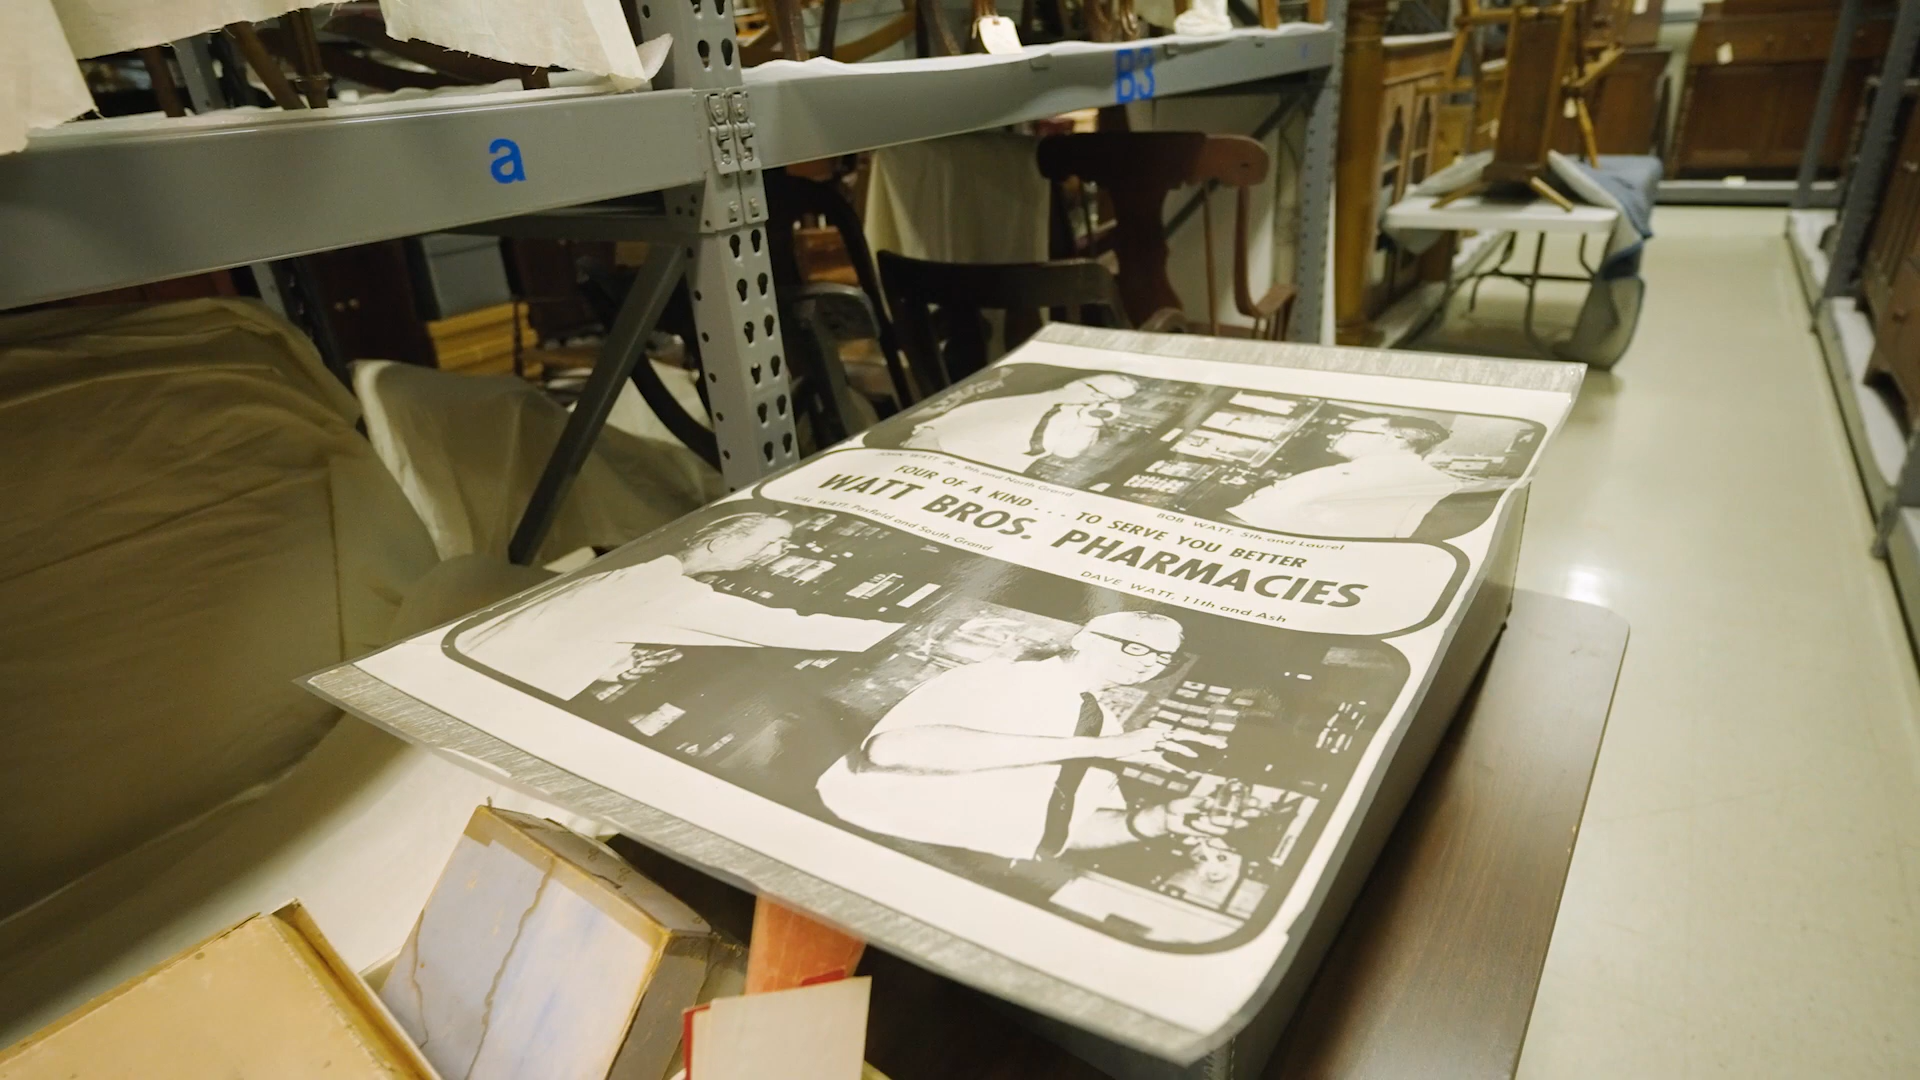 a
B3
JOHN WATT JR., 9th and North Grand
BOB WATT, 5th and Laurel
FOUR OF A KIND . . . TO SERVE YOU BETTER
WATT BROS. PHARMACIES
VAL WATT, Pasfield and South Grand
DAVE WATT, 11th and Ash